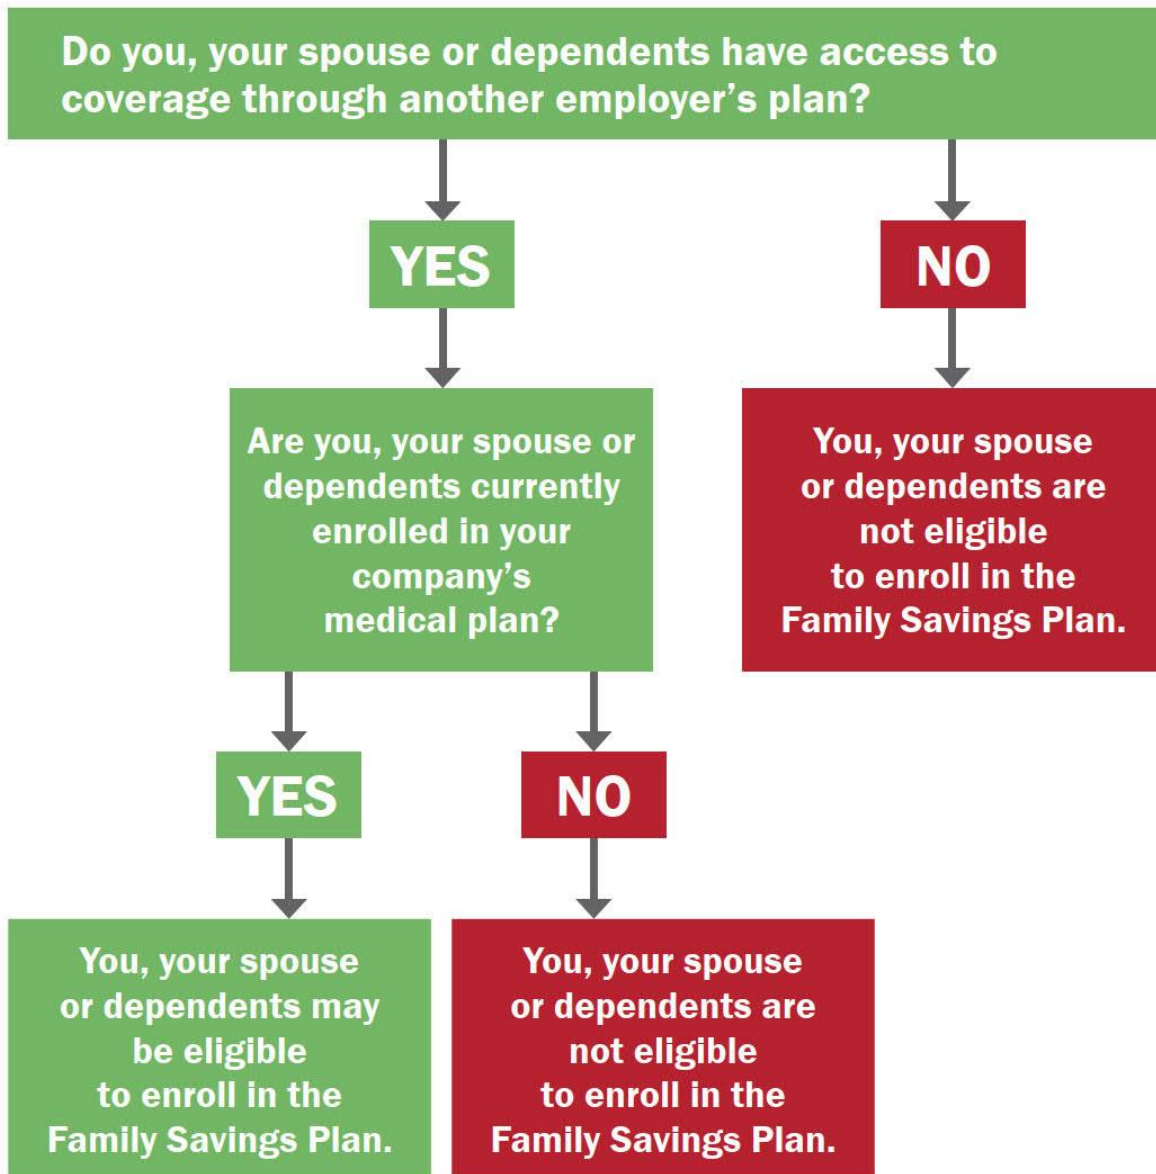 Do you, your spouse or dependents have access to
coverage through another employer’s plan?
YES
NO
Are you, your spouse or
dependents currently
enrolled in your
company’s
medical plan?
You, your spouse
or dependents are
not eligible
to enroll in the
Family Savings Plan.
YES
NO
You, your spouse
or dependents may
be eligible
to enroll in the
Family Savings Plan.
You, your spouse
or dependents are
not eligible
to enroll in the
Family Savings Plan.